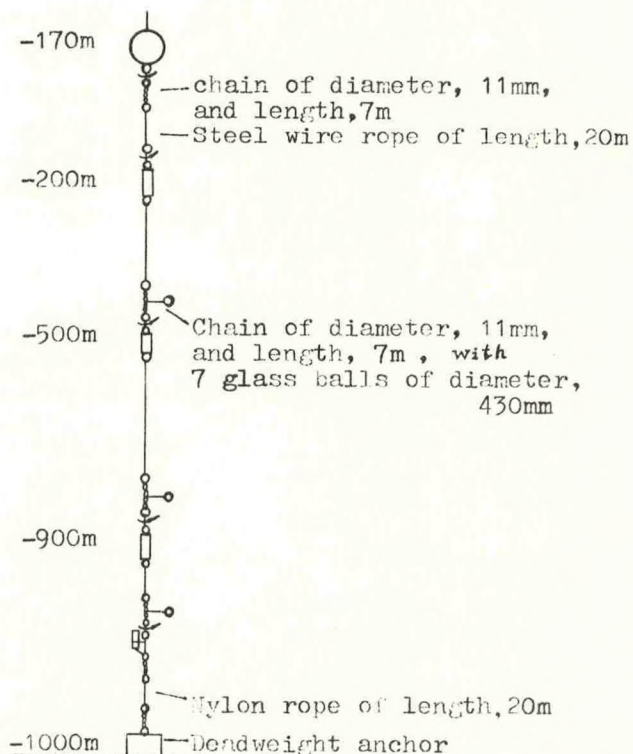 -170m
chain of diameter, 11mm,
and length,7m
Steel wire rope of length,20m
-200m
-500m
Chain of diameter, 11mm,
and length, 7m , with
7 glass balls of diameter,
430mm
-900m
Nylon rope of length,20m
-1000m
Deadweight anchor